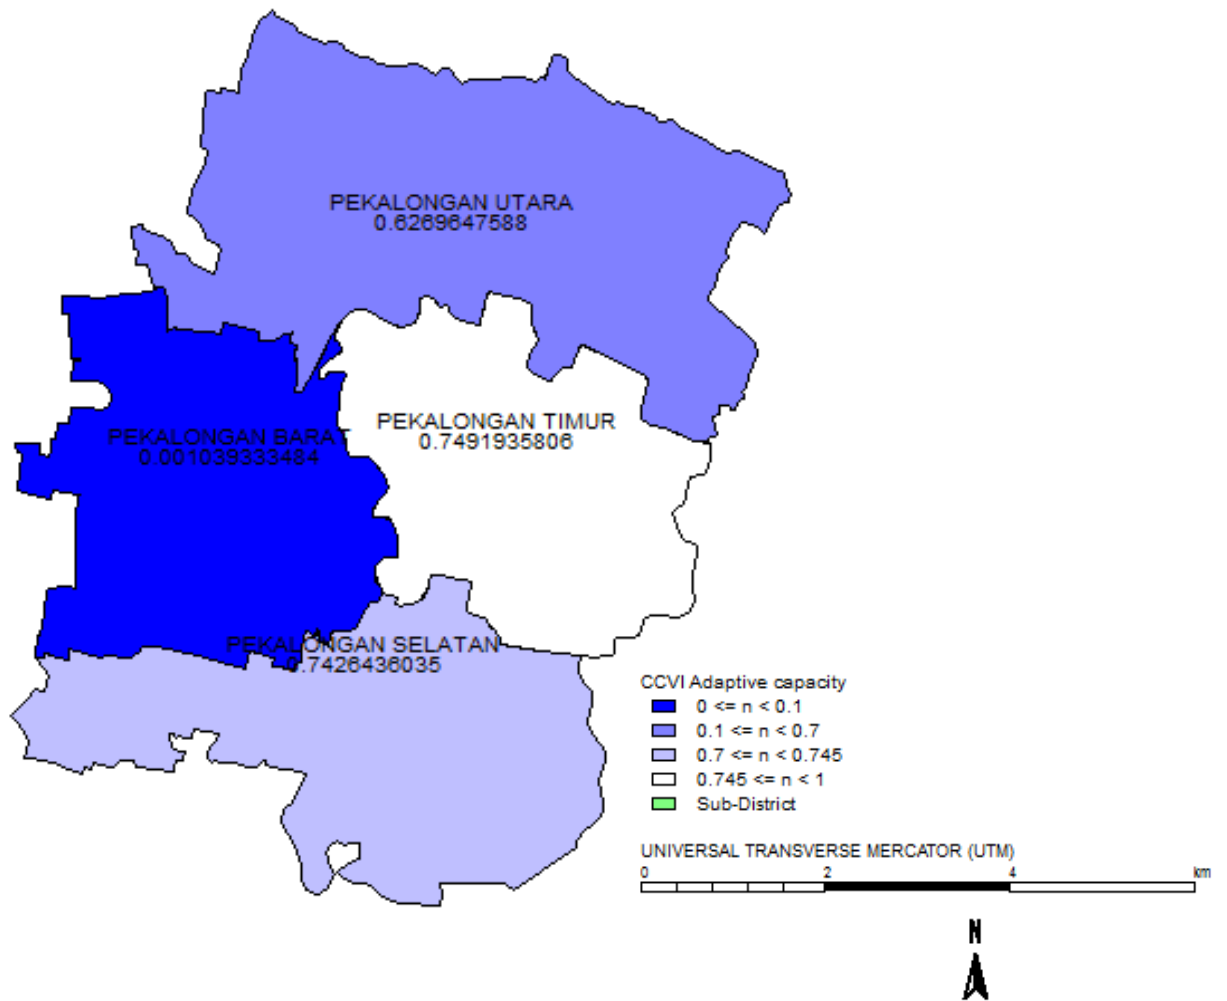 PEKALONGAN UTARA
0.6269647588
PEKALONGAN TIMUR
0.7491935806
PEKALONGAN BARAT
0.001039333484
PEKALONGAN SELATAN
0.7426436035
CCVI Adaptive capacity
0 <= n < 0.1
0.1 <= n < 0.7
0.7 <= n < 0.745
0.745 <= n < 1
Sub-District
UNIVERSAL TRANSVERSE MERCATOR (UTM)
0 2 4 km
N